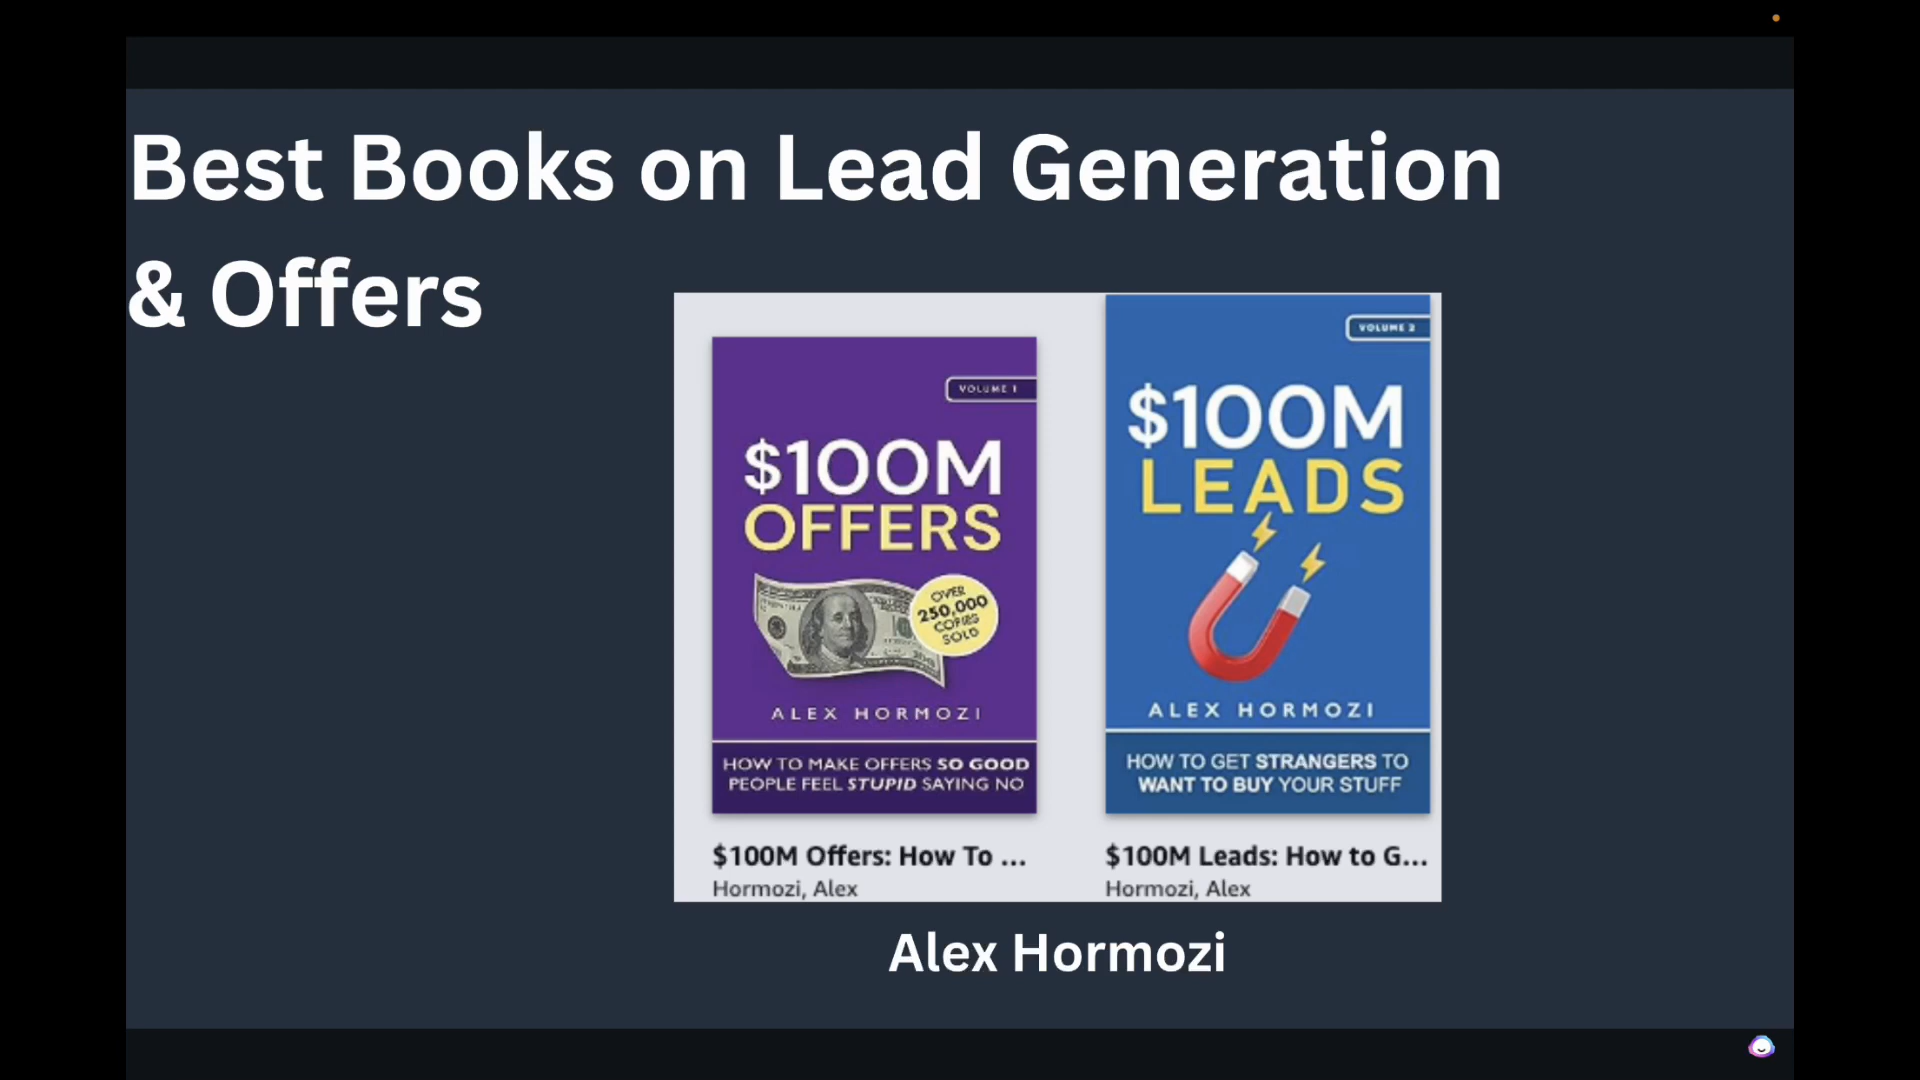 Best Books on Lead Generation
& Offers
VOLUME 1
$100M
OFFERS
OVER
250,000
COPIES
SOLD
ALEX HORMOZI
HOW TO MAKE OFFERS SO GOOD
PEOPLE FEEL STUPID SAYING NO
$100M Offers: How To ...
Hormozi, Alex
VOLUME 2
$100M
LEADS
ALEX HORMOZI
HOW TO GET STRANGERS TO
WANT TO BUY YOUR STUFF
$100M Leads: How to G...
Hormozi, Alex
Alex Hormozi